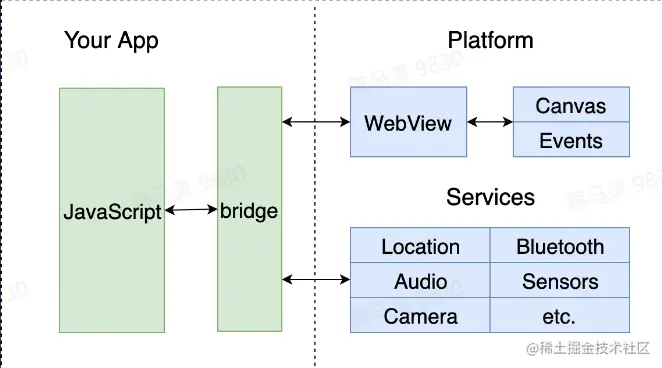 Your App
Platform
JavaScript
bridge
WebView
Canvas
Events
Services
Location
Bluetooth
Audio
Sensors
Camera
etc.
@稀土掘金技术社区